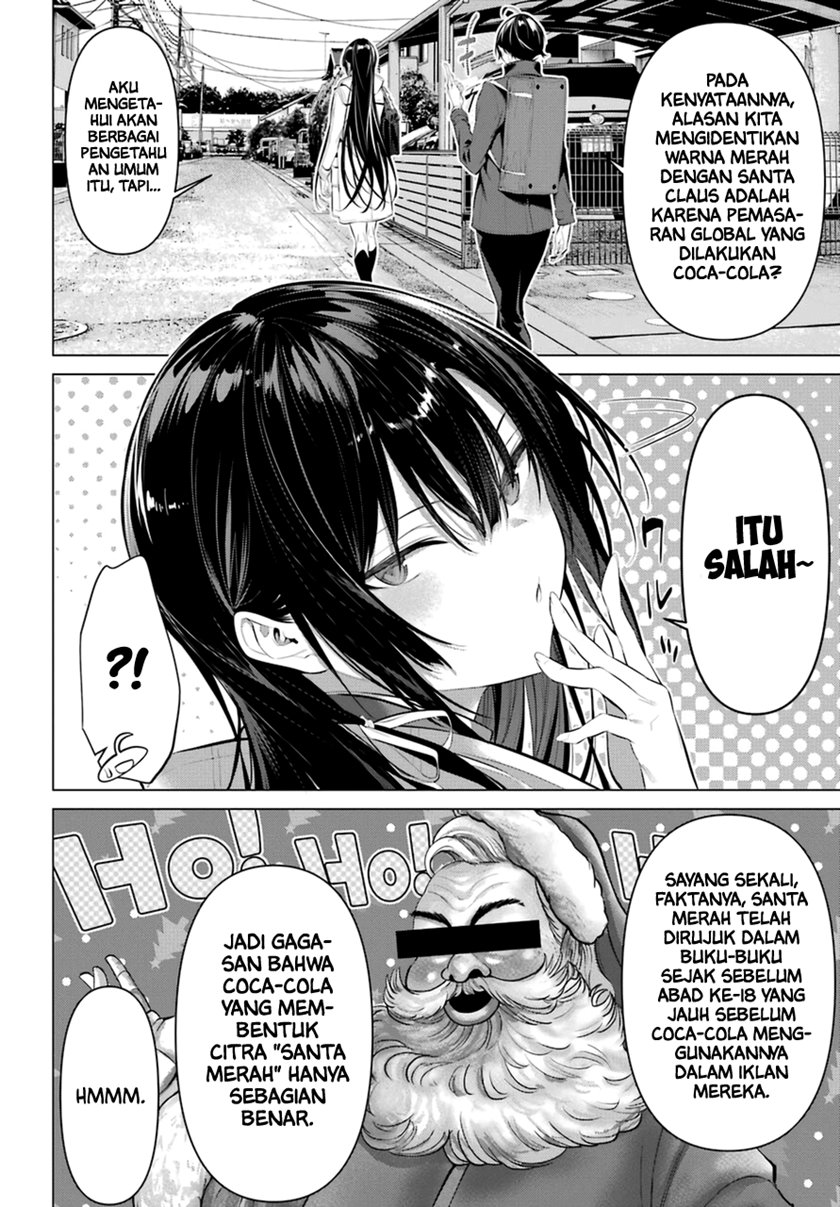 PADA
KENYATAANNYA,
ALASAN KITA
MENGIDENTIKAN
WARNA MERAH
DENGAN SANTA
CLAUS ADALAH
KARENA PEMASA-
RAN GLOBAL YANG
DILAKUKAN
COCA-COLA?
AKU
MENGETA-
HUI AKAN
BERBAGAI
PENGETAHU
AN UMUM
ITU, TAPI...
ITU
SALAH~
クルッ
?!
HO!
HO!
H
SAYANG SEKALI,
FAKTANYA, SANTA
MERAH TELAH
DIRUJUK DALAM
BUKU-BUKU
SEJAK SEBELUM
ABAD KE-18 YANG
JAUH SEBELUM
COCA-COLA MENG-
GUNAKANNYA
DALAM IKLAN
MEREKA.
JADI GAGA-
SAN BAHWA
COCA-COLA
YANG MEM-
BENTUK
CITRA "SANTA
MERAH" HANYA
SEBAGIAN
BENAR.
HMMM.